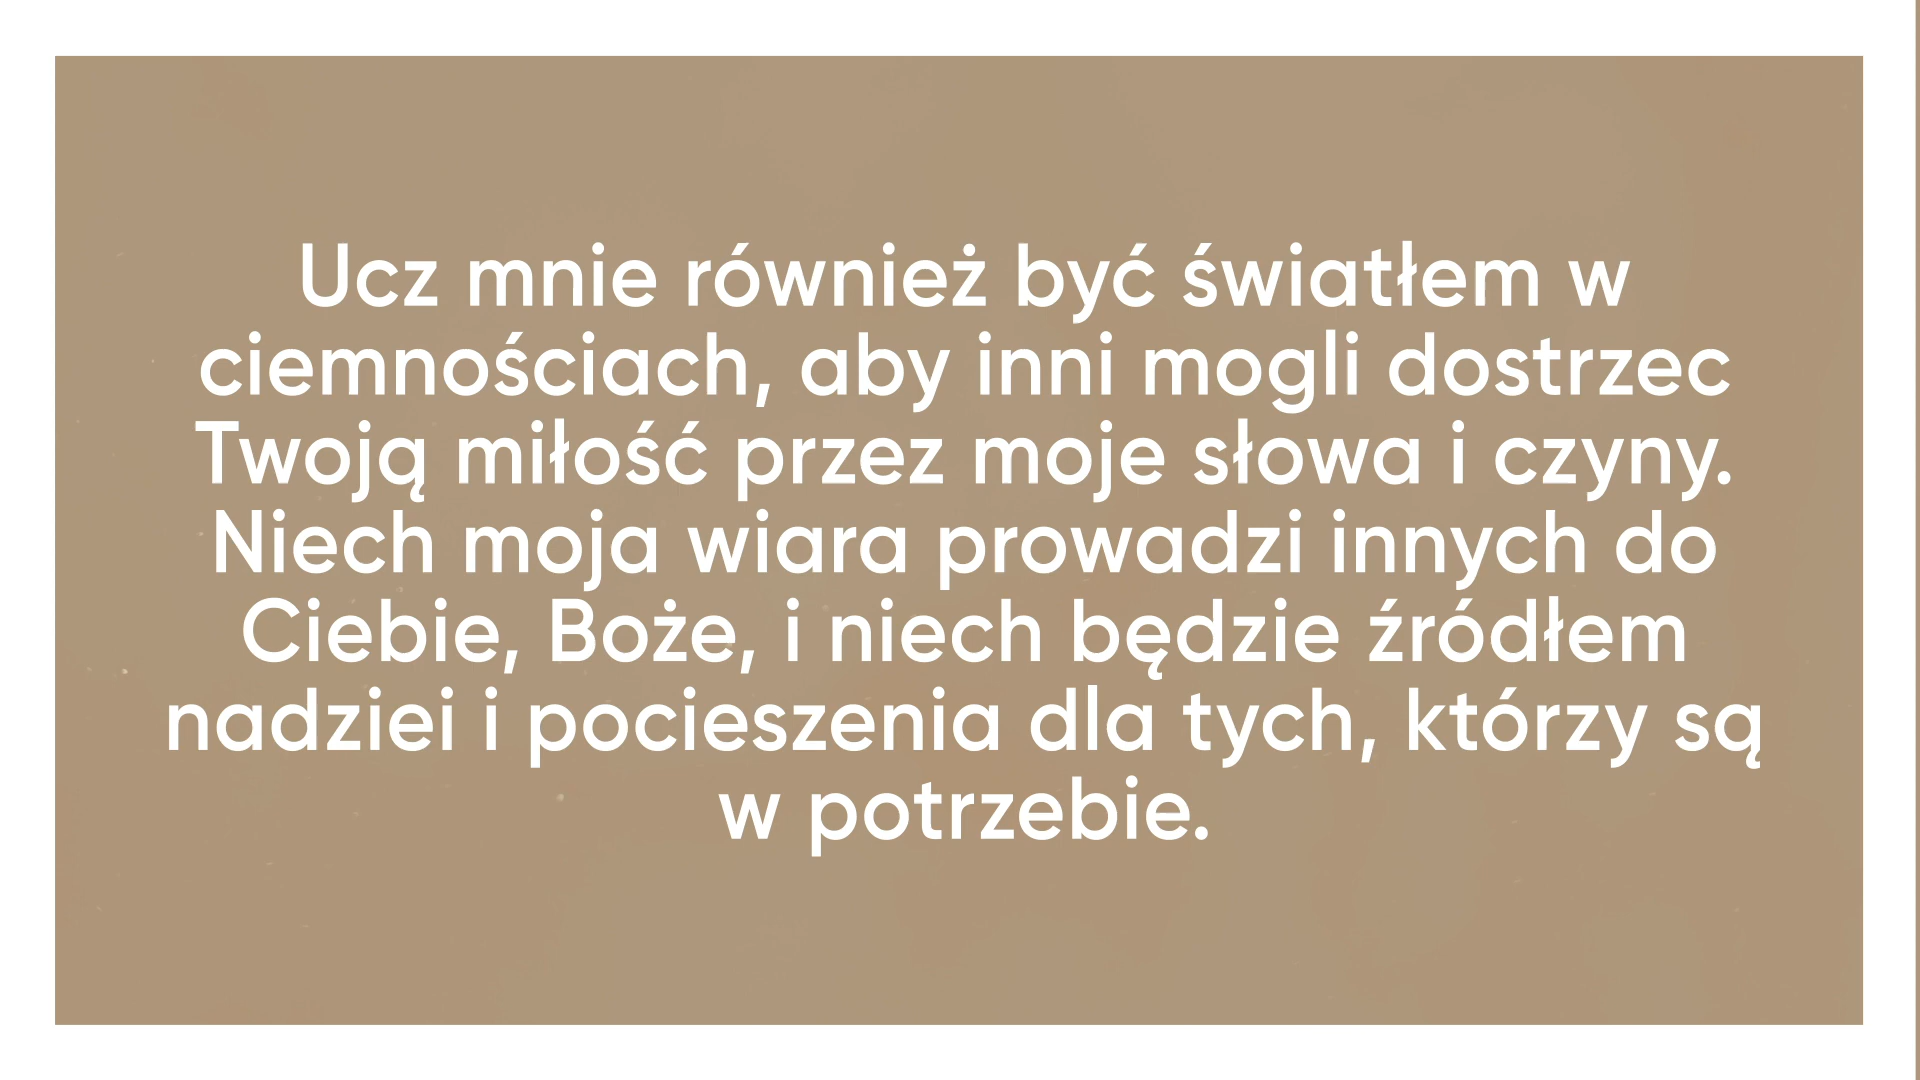 Ucz mnie również być światłem w
ciemnościach, aby inni mogli dostrzec
Twoją miłość przez moje słowa i czyny.
Niech moja wiara prowadzi innych do
Ciebie, Boże, i niech będzie źródłem
nadziei i pocieszenia dla tych, którzy są
w potrzebie.